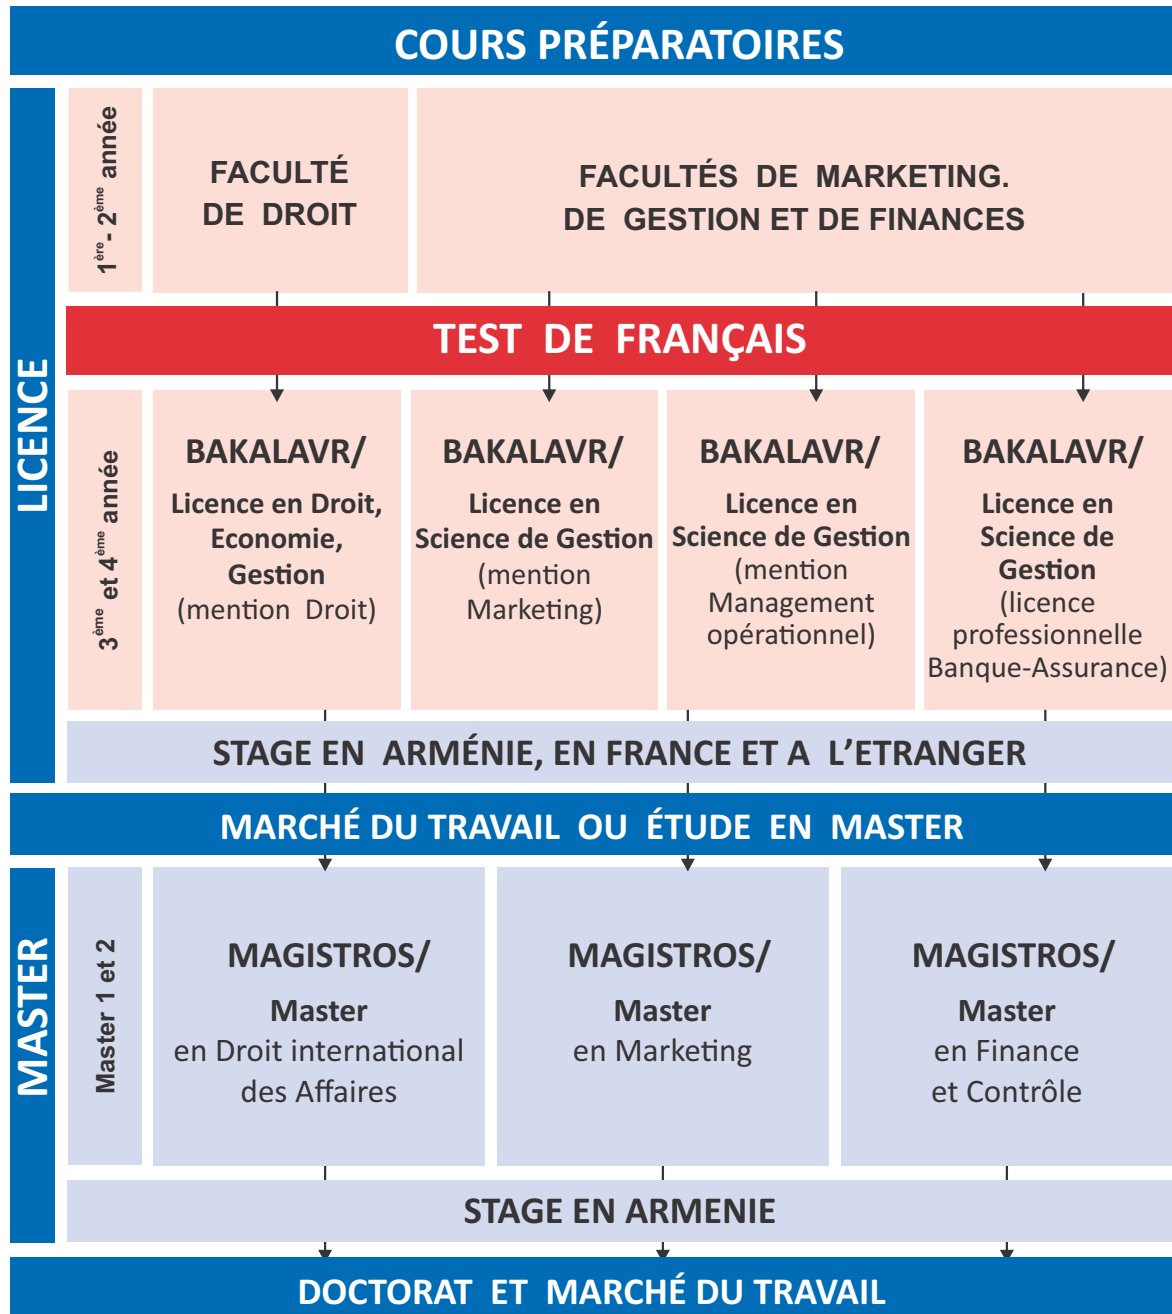 COURS PRÉPARATOIRES
LICENCE
1ère- 2ème année
FACULTÉ
DE DROIT
FACULTÉS DE MARKETING.
DE GESTION ET DE FINANCES
TEST DE FRANÇAIS
3ème et 4ème année
BAKALAVR/
Licence en Droit,
Economie,
Gestion
(mention Droit)
BAKALAVR/
Licence en
Science de Gestion
(mention
Marketing)
BAKALAVR/
Licence en
Science de Gestion
(mention
Management
opérationnel)
BAKALAVR/
Licence en
Science de
Gestion
(licence
professionnelle
Banque-Assurance)
STAGE EN ARMÉNIE, EN FRANCE ET A L’ETRANGER
MARCHÉ DU TRAVAIL OU ÉTUDE EN MASTER
MASTER
Master 1 et 2
MAGISTROS/
Master
en Droit international
des Affaires
MAGISTROS/
Master
en Marketing
MAGISTROS/
Master
en Finance
et Contrôle
STAGE EN ARMENIE
DOCTORAT ET MARCHÉ DU TRAVAIL